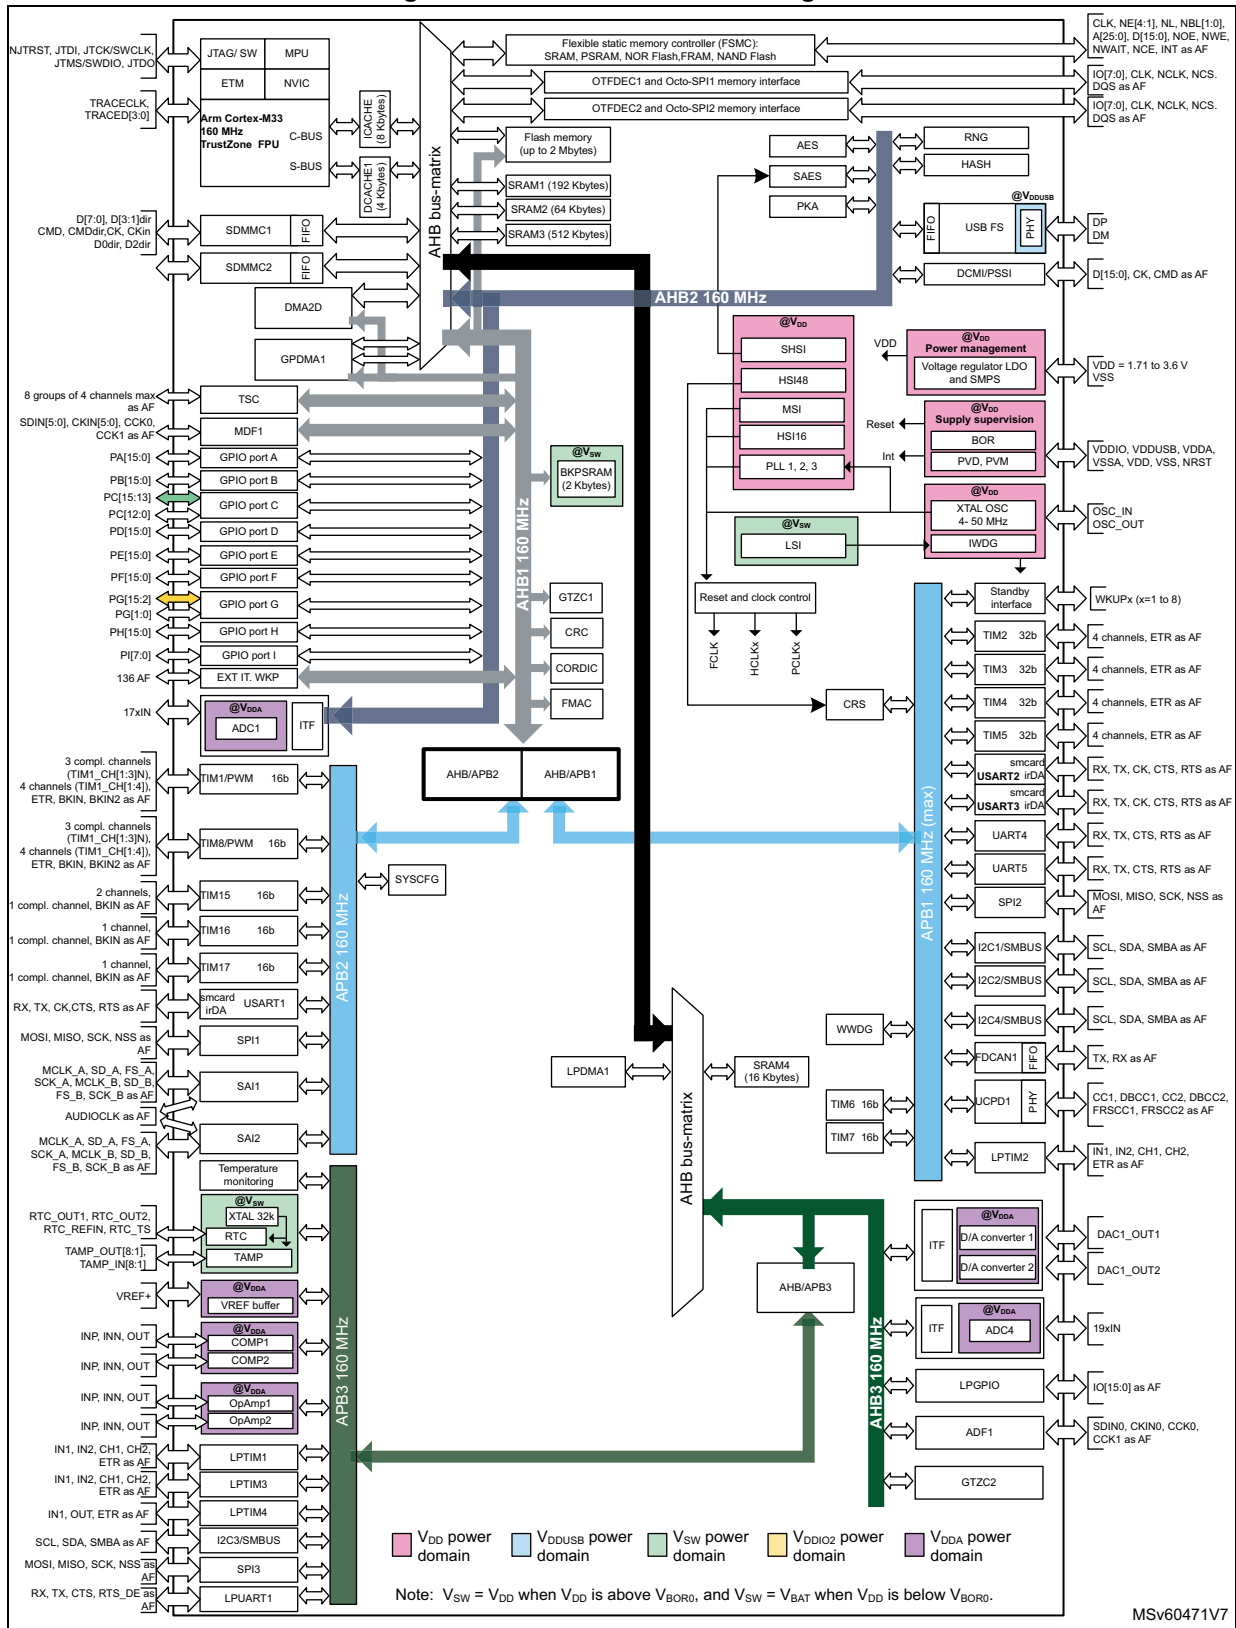 NJTRST, JTDI, JTCK/SWCLK,
JTMS/SWDIO, JTDO
TRACECLK,
TRACED[3:0]
JTAG/ SW
MPU
ETM
NVIC
Arm Cortex-M33
160 MHz
TrustZone FPU
C-BUS
S-BUS
ICACHE
(8 Kbytes)
DCACHE1
(4 Kbytes)
AHB bus-matrix
Flexible static memory controller (FSMC):
SRAM, PSRAM, NOR Flash,FRAM, NAND Flash
CLK, NE[4:1], NL, NBL[1:0],
A[25:0], D[15:0], NOE, NWE,
NWAIT, NCE, INT as AF
OTFDEC1 and Octo-SPI1 memory interface
IO[7:0], CLK, NCLK, NCS.
DQS as AF
OTFDEC2 and Octo-SPI2 memory interface
IO[7:0], CLK, NCLK, NCS.
DQS as AF
Flash memory
(up to 2 Mbytes)
SRAM1 (192 Kbytes)
SRAM2 (64 Kbytes)
SRAM3 (512 Kbytes)
AES
SAES
PKA
RNG
HASH
@VDDUSB
FIFO
USB FS
PHY
DP
DM
DCMI/PSSI
D[15:0], CK, CMD as AF
AHB2 160 MHz
D[7:0], D[3:1]dir
CMD, CMDdir,CK, CKin
D0dir, D2dir
SDMMC1
FIFO
SDMMC2
FIFO
DMA2D
GPDMA1
8 groups of 4 channels max
as AF
TSC
SDIN[5:0], CKIN[5:0], CCK0,
CCK1 as AF
MDF1
PA[15:0]
GPIO port A
PB[15:0]
GPIO port B
PC[15:13]
PC[12:0]
GPIO port C
PD[15:0]
GPIO port D
PE[15:0]
GPIO port E
PF[15:0]
GPIO port F
PG[15:2]
PG[1:0]
GPIO port G
PH[15:0]
GPIO port H
PI[7:0]
GPIO port I
136 AF
EXT IT. WKP
17xIN
@VDDA
ADC1
ITF
AHB1 160 MHz
@VSW
BKPSRAM
(2 Kbytes)
GTZC1
CRC
CORDIC
FMAC
@VDD
SHSI
HSI48
MSI
HSI16
PLL 1, 2, 3
VDD
@VDD
Power management
Voltage regulator LDO
and SMPS
VDD = 1.71 to 3.6 V
VSS
@VDD
Supply supervision
Reset
BOR
Int
PVD, PVM
VDDIO, VDDUSB, VDDA,
VSSA, VDD, VSS, NRST
@VDD
XTAL OSC
4- 50 MHz
IWDG
OSC_IN
OSC_OUT
@VSW
LSI
Reset and clock control
FCLK
HCLKx
PCLKx
CRS
Standby
interface
WKUPx (x=1 to 8)
TIM2 32b
4 channels, ETR as AF
TIM3 32b
4 channels, ETR as AF
TIM4 32b
4 channels, ETR as AF
TIM5 32b
4 channels, ETR as AF
smcard
USART2 irDA
RX, TX, CK, CTS, RTS as AF
smcard
USART3 irDA
RX, TX, CK, CTS, RTS as AF
UART4
RX, TX, CTS, RTS as AF
UART5
RX, TX, CTS, RTS as AF
SPI2
MOSI, MISO, SCK, NSS as
AF
I2C1/SMBUS
SCL, SDA, SMBA as AF
I2C2/SMBUS
SCL, SDA, SMBA as AF
I2C4/SMBUS
SCL, SDA, SMBA as AF
WWDG
FDCAN1
FIFO
TX, RX as AF
TIM6 16b
UCPD1
PHY
CC1, DBCC1, CC2, DBCC2,
FRSCC1, FRSCC2 as AF
TIM7 16b
LPTIM2
IN1, IN2, CH1, CH2,
ETR as AF
APB1 160 MHz (max)
AHB/APB2
AHB/APB1
3 compl. channels
(TIM1_CH[1:3]N),
4 channels (TIM1_CH[1:4]),
ETR, BKIN, BKIN2 as AF
TIM1/PWM 16b
3 compl. channels
(TIM1_CH[1:3]N),
4 channels (TIM1_CH[1:4]),
ETR, BKIN, BKIN2 as AF
TIM8/PWM 16b
SYSCFG
2 channels,
1 compl. channel, BKIN as AF
TIM15 16b
1 channel,
1 compl. channel, BKIN as AF
TIM16 16b
1 channel,
1 compl. channel, BKIN as AF
TIM17 16b
RX, TX, CK,CTS, RTS as AF
smcard
irDA
USART1
MOSI, MISO, SCK, NSS as
AF
SPI1
MCLK_A, SD_A, FS_A,
SCK_A, MCLK_B, SD_B,
FS_B, SCK_B as AF
SAI1
AUDIOCLK as AF
MCLK_A, SD_A, FS_A,
SCK_A, MCLK_B, SD_B,
FS_B, SCK_B as AF
SAI2
APB2 160 MHz
LPDMA1
AHB bus-matrix
SRAM4
(16 Kbytes)
Temperature
monitoring
@VSW
XTAL 32k
RTC
TAMP
RTC_OUT1, RTC_OUT2,
RTC_REFIN, RTC_TS
TAMP_OUT[8:1],
TAMP_IN[8:1]
VREF+
@VDDA
VREF buffer
INP, INN, OUT
@VDDA
COMP1
INP, INN, OUT
COMP2
INP, INN, OUT
@VDDA
OpAmp1
INP, INN, OUT
OpAmp2
IN1, IN2, CH1, CH2,
ETR as AF
LPTIM1
IN1, IN2, CH1, CH2,
ETR as AF
LPTIM3
IN1, OUT, ETR as AF
LPTIM4
SCL, SDA, SMBA as AF
I2C3/SMBUS
MOSI, MISO, SCK, NSS as
AF
SPI3
RX, TX, CTS, RTS_DE as
AF
LPUART1
APB3 160 MHz
AHB/APB3
AHB3 160 MHz
ITF
@VDDA
D/A converter 1
D/A converter 2
DAC1_OUT1
DAC1_OUT2
ITF
@VDDA
ADC4
19xIN
LPGPIO
IO[15:0] as AF
ADF1
SDIN0, CKIN0, CCK0,
CCK1 as AF
GTZC2
VDD power
domain
VDDUSB power
domain
VSW power
domain
VDDIO2 power
domain
VDDA power
domain
Note: VSW = VDD when VDD is above VBOR0, and VSW = VBAT when VDD is below VBOR0.
MSv60471V7